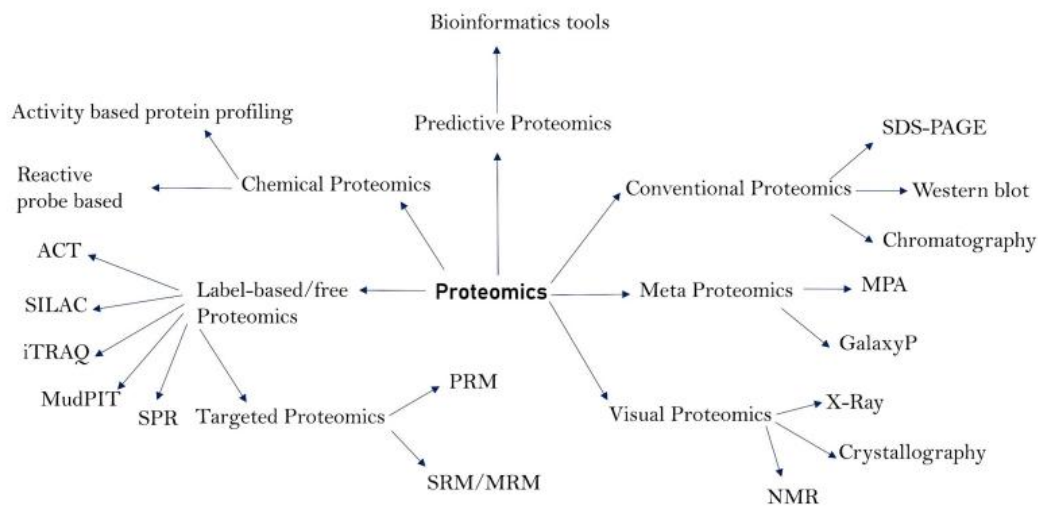 Bioinformatics tools
Activity based protein profiling
Predictive Proteomics
SDS-PAGE
Reactive
probe based
Chemical Proteomics
Conventional Proteomics
Western blot
Chromatography
ACT
Label-based/free
Proteomics
Proteomics
Meta Proteomics
MPA
SILAC
iTRAQ
GalaxyP
MudPIT
SPR
Targeted Proteomics
PRM
Visual Proteomics
X-Ray
Crystallography
SRM/MRM
NMR